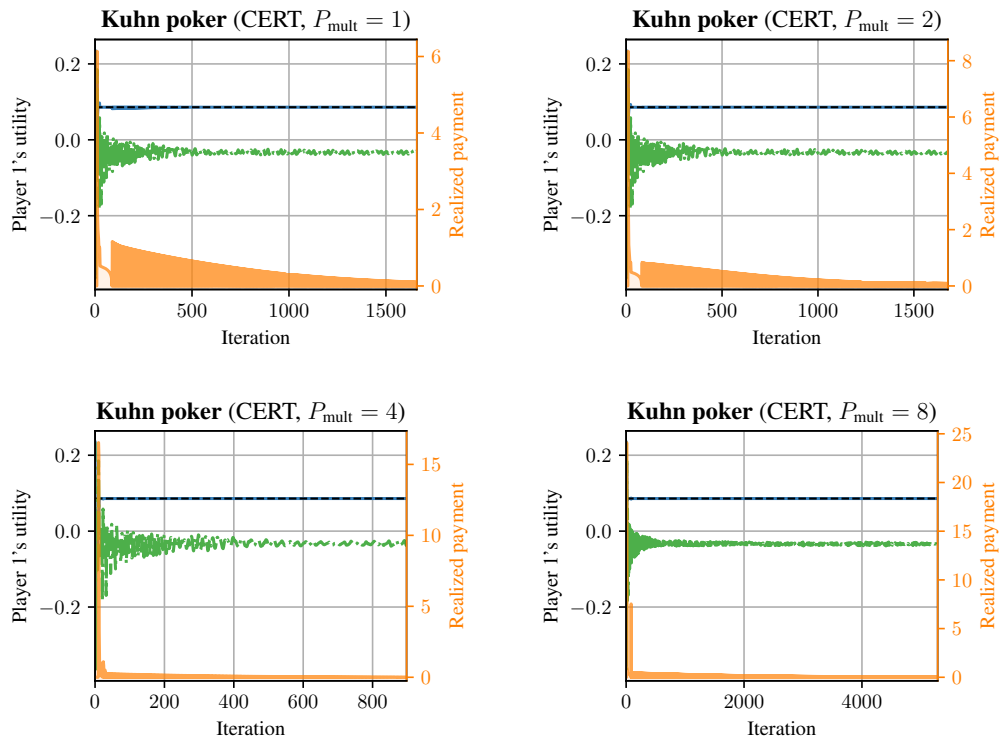 Kuhn poker (CERT, P_mult = 1)
Player 1's utility
0.2
0.0
−0.2
6
4
2
0
Realized payment
0 500 1000 1500
Iteration
Kuhn poker (CERT, P_mult = 2)
Player 1's utility
0.2
0.0
−0.2
8
6
4
2
0
Realized payment
0 500 1000 1500
Iteration
Kuhn poker (CERT, P_mult = 4)
Player 1's utility
0.2
0.0
−0.2
15
10
5
0
Realized payment
0 200 400 600 800
Iteration
Kuhn poker (CERT, P_mult = 8)
Player 1's utility
0.2
0.0
−0.2
25
20
15
10
5
0
Realized payment
0 2000 4000
Iteration